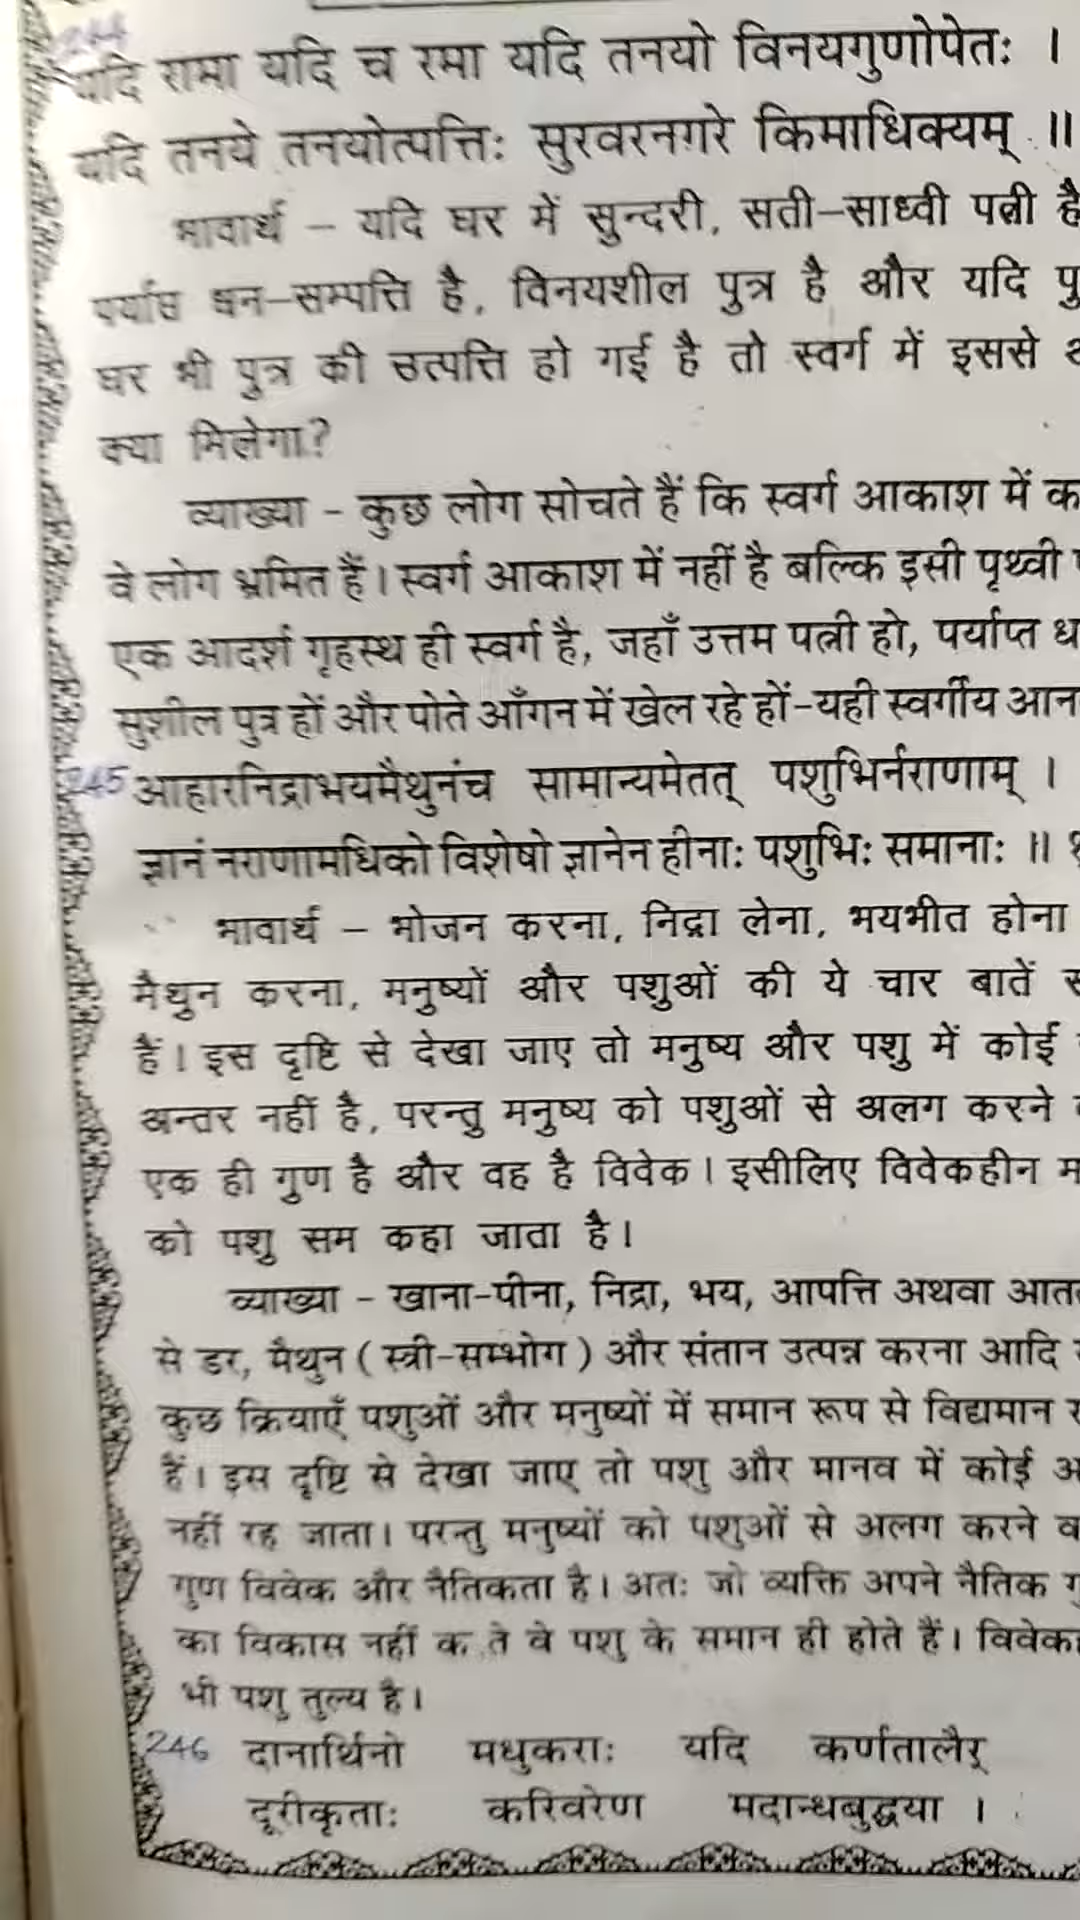 244
यदि रामा यदि च रमा यदि तनयो विनयगुणोपेतः ।
यदि तनये तनयोत्पत्तिः सुरवरनगरे किमाधिक्यम् ॥
भावार्थ – यदि घर में सुन्दरी, सती–साध्वी पत्नी है
पर्याप्त धन–सम्पत्ति है, विनयशील पुत्र है और यदि पु
घर भी पुत्र की उत्पत्ति हो गई है तो स्वर्ग में इससे
क्या मिलेगा?
व्याख्या - कुछ लोग सोचते हैं कि स्वर्ग आकाश में क
वे लोग भ्रमित हैं। स्वर्ग आकाश में नहीं है बल्कि इसी पृथ्वी
एक आदर्श गृहस्थ ही स्वर्ग है, जहाँ उत्तम पत्नी हो, पर्याप्त ध
सुशील पुत्र हों और पोते आँगन में खेल रहे हों-यही स्वर्गीय आन
245 आहारनिद्राभयमैथुनंच सामान्यमेतत् पशुभिर्नराणाम् ।
ज्ञानं नराणामधिको विशेषो ज्ञानेन हीनाः पशुभिः समानाः ॥
भावार्थ – भोजन करना, निद्रा लेना, भयभीत होना
मैथुन करना, मनुष्यों और पशुओं की ये चार बातें स
हैं। इस दृष्टि से देखा जाए तो मनुष्य और पशु में कोई
अन्तर नहीं है, परन्तु मनुष्य को पशुओं से अलग करने
एक ही गुण है और वह है विवेक। इसीलिए विवेकहीन म
को पशु सम कहा जाता है।
व्याख्या - खाना-पीना, निद्रा, भय, आपत्ति अथवा आत
से डर, मैथुन (स्त्री-सम्भोग) और संतान उत्पन्न करना आदि
कुछ क्रियाएँ पशुओं और मनुष्यों में समान रूप से विद्यमान र
हैं। इस दृष्टि से देखा जाए तो पशु और मानव में कोई अ
नहीं रह जाता। परन्तु मनुष्यों को पशुओं से अलग करने व
गुण विवेक और नैतिकता है। अतः जो व्यक्ति अपने नैतिक गु
का विकास नहीं क ते वे पशु के समान ही होते हैं। विवेकह
भी पशु तुल्य है।
246 दानार्थिनो मधुकराः यदि कर्णतालैर्
दूरीकृताः करिवरेण मदान्धबुद्धया ।